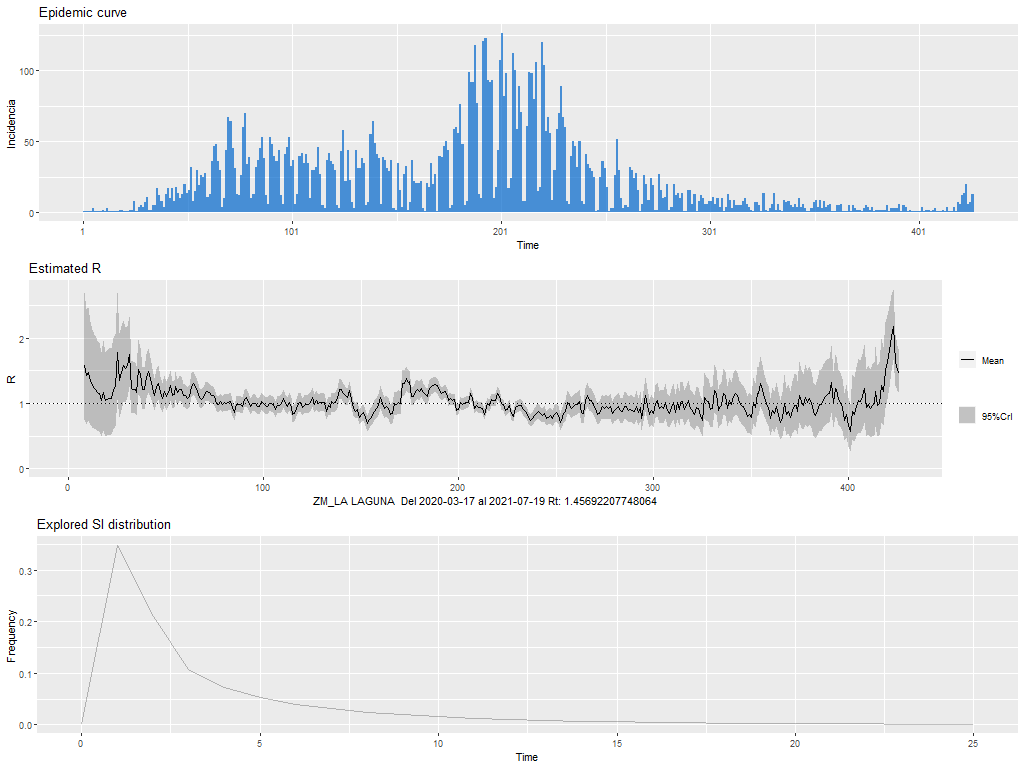 Epidemic curve
Incidencia
100
50
0
1
101
201
301
401
Time
Estimated R
R
2
1
0
0
100
200
300
400
Mean
95%CrI
ZM_LA LAGUNA Del 2020-03-17 al 2021-07-19 Rt: 1.45692207748064
Explored SI distribution
Frequency
0.3
0.2
0.1
0.0
0
5
10
15
20
25
Time